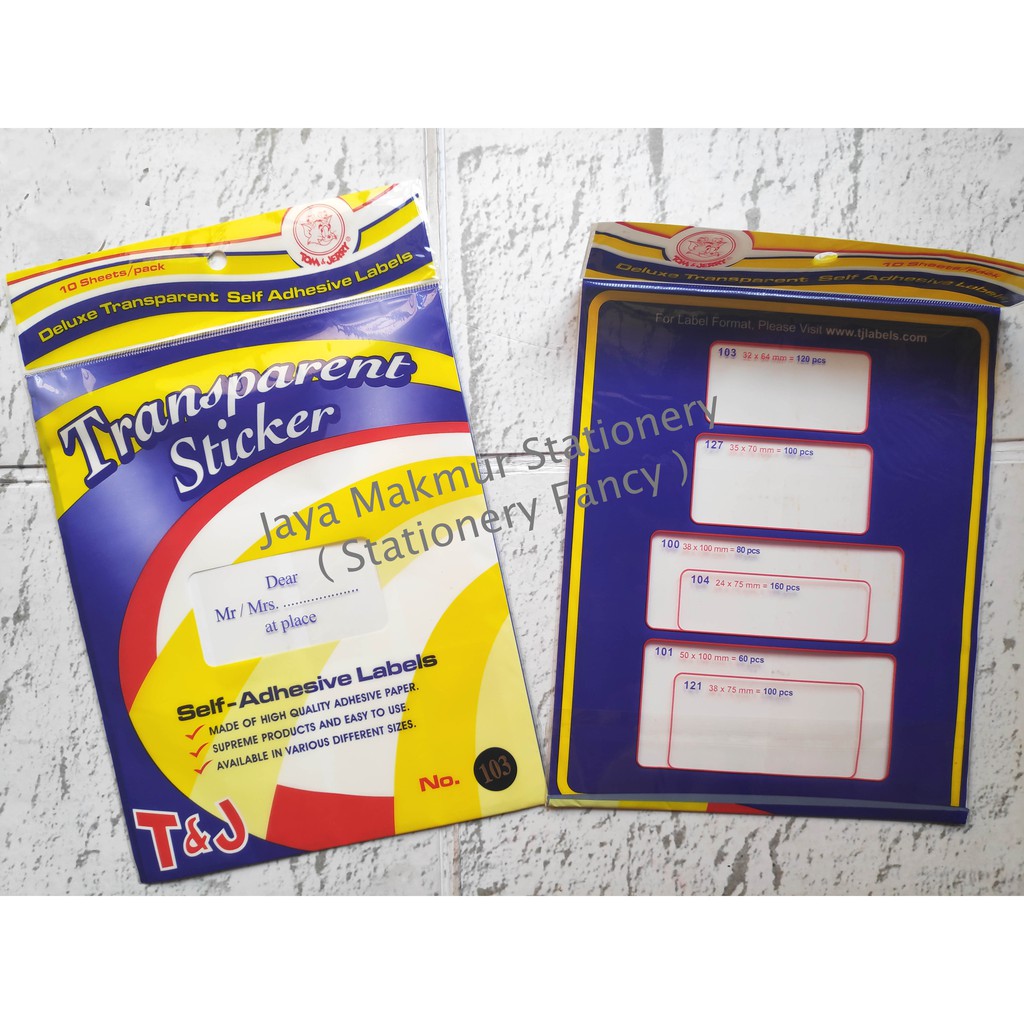 TOM & JERRY
10 Sheets/pack
Deluxe Transparent Self Adhesive Labels
Transparent
Sticker
Dear
Mr / Mrs. ...................
at place
Self-Adhesive Labels
MADE OF HIGH QUALITY ADHESIVE PAPER.
SUPREME PRODUCTS AND EASY TO USE.
AVAILABLE IN VARIOUS DIFFERENT SIZES.
No. 103
T&J
Jaya Makmur Stationery
( Stationery Fancy )
TOM & JERRY
10 Sheets/pack
Deluxe Transparent Self Adhesive Labels
For Label Format, Please Visit www.tjlabels.com
103 32 x 64 mm = 120 pcs
127 35 x 70 mm = 100 pcs
100 38 x 100 mm = 80 pcs
104 24 x 75 mm = 160 pcs
101 50 x 100 mm = 60 pcs
121 38 x 75 mm = 100 pcs